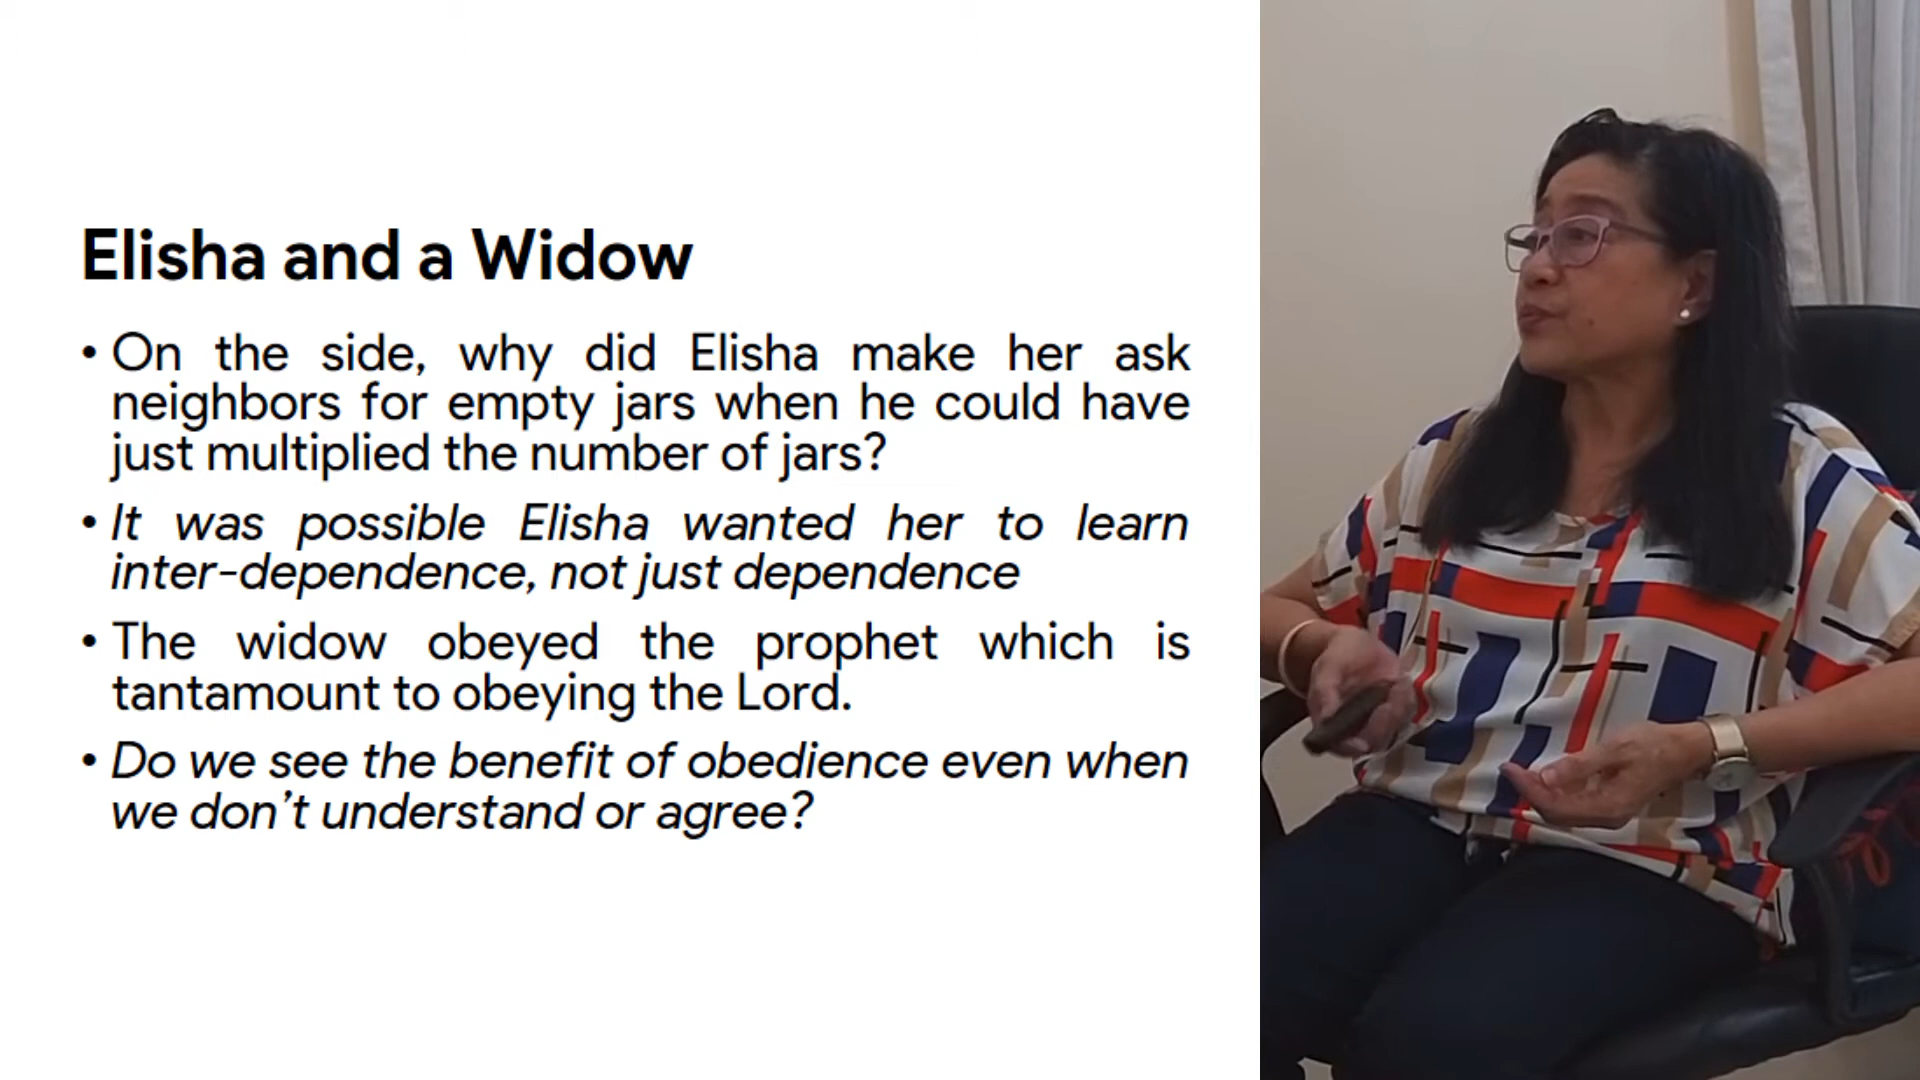 Elisha and a Widow
• On the side, why did Elisha make her ask
neighbors for empty jars when he could have
just multiplied the number of jars?
• It was possible Elisha wanted her to learn
inter-dependence, not just dependence
• The widow obeyed the prophet which is
tantamount to obeying the Lord.
• Do we see the benefit of obedience even when
we don’t understand or agree?